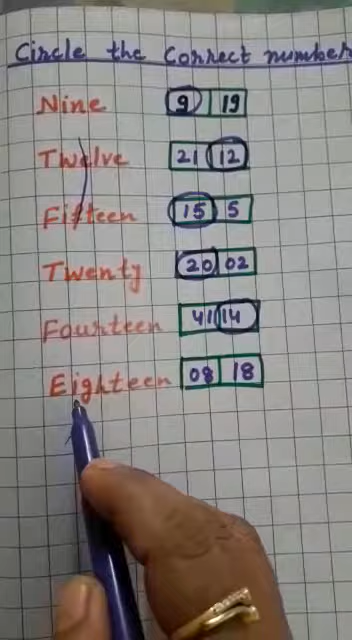 Circle the Correct number
Nine 9 19
Twelve 21 12
Fifteen 15 5
Twenty 20 02
Fourteen 41 14
Eighteen 08 18